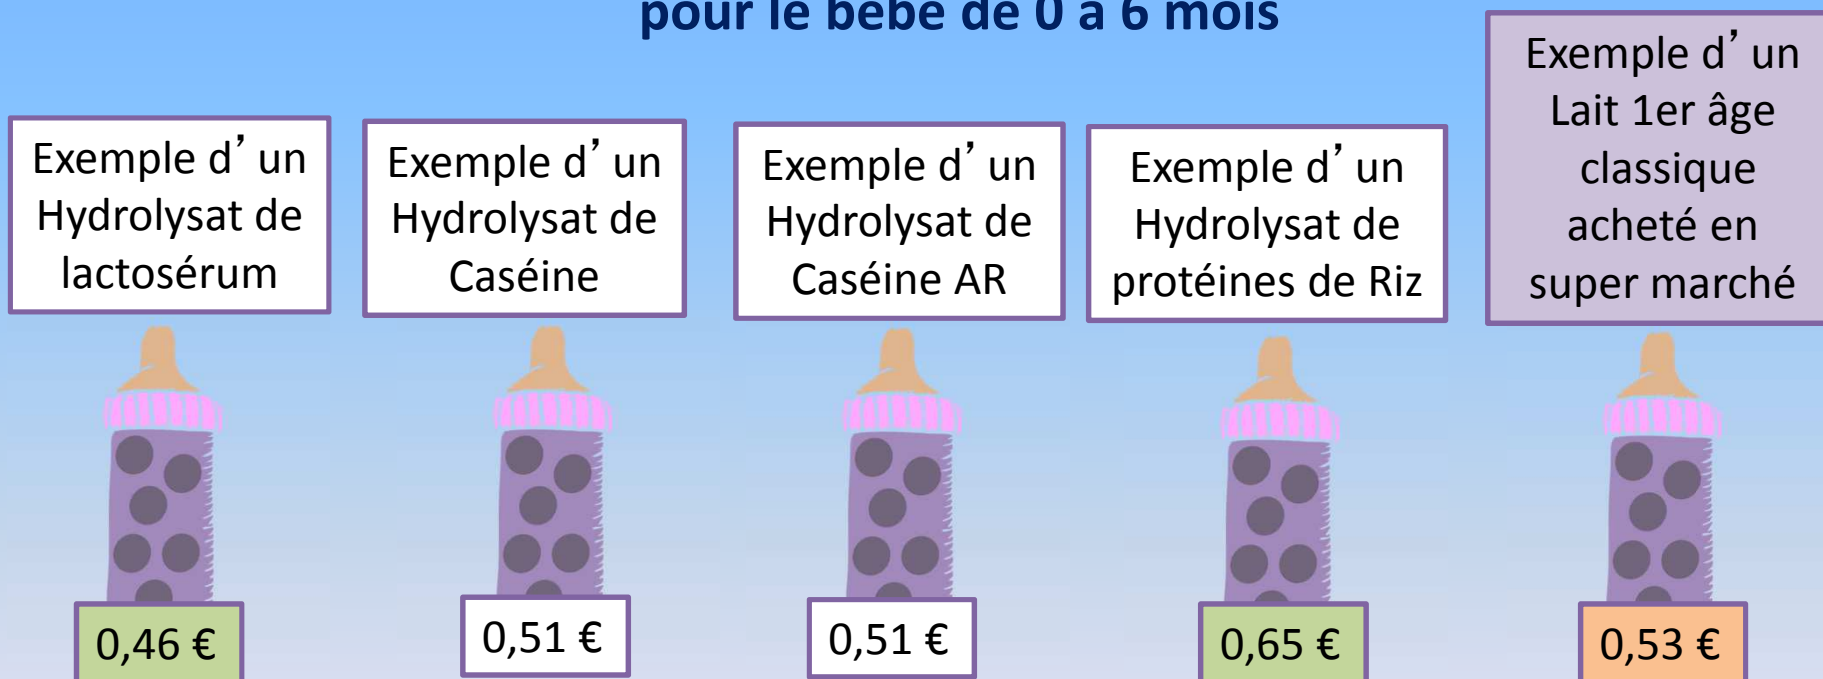 pour le bébé de 0 à 6 mois
Exemple d’un
Hydrolysat de
lactosérum
Exemple d’un
Hydrolysat de
Caséine
Exemple d’un
Hydrolysat de
Caséine AR
Exemple d’un
Hydrolysat de
protéines de Riz
Exemple d’un
Lait 1er âge
classique
acheté en
super marché
0,46 €
0,51 €
0,51 €
0,65 €
0,53 €